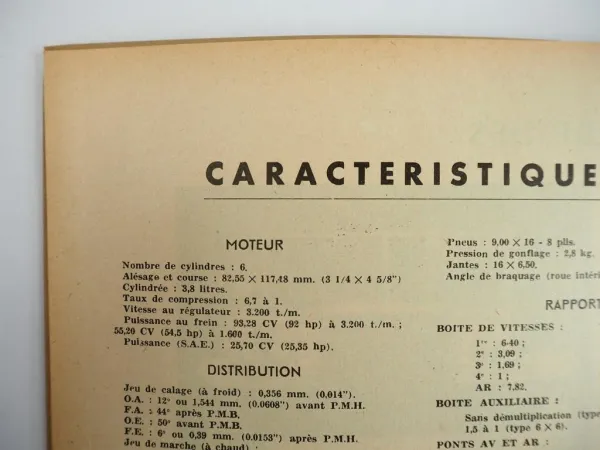 CARACTERISTIQUE
MOTEUR
Nombre de cylindres : 6.
Alésage et course : 82,55 × 117,48 mm. (3 1/4 × 4 5/8")
Cylindrée : 3,8 litres.
Taux de compression : 6,7 à 1.
Vitesse au régulateur : 3.200 t./m.
Puissance au frein : 93,28 CV (92 hp) à 3.200 t./m. ;
55,20 CV (54,5 hp) à 1.600 t./m.
Puissance (S.A.E.) : 25,70 CV (25,35 hp).
DISTRIBUTION
Jeu de calage (à froid) : 0,356 mm. (0,014").
O.A. : 12° ou 1,544 mm. (0.0608") avant P.M.H.
F.A. : 44° après P.M.B.
O.E. : 50° avant P.M.B.
F.E. : 6° ou 0,39 mm. (0.0153") après P.M.H.
Jeu de marche (à chaud) :
Pneus : 9,00 × 16 - 8 plis.
Pression de gonflage : 2,8 kg.
Jantes : 16 × 6,50.
Angle de braquage (roue intéri
RAPPORT
BOITE DE VITESSES :
1re : 6-40 ;
2e : 3,09 ;
3e : 1,69 ;
4e : 1 ;
AR : 7.82.
BOITE AUXILIAIRE :
Sans démultiplication (type
1,5 à 1 (type 6 × 6).
PONTS AV ET AR :